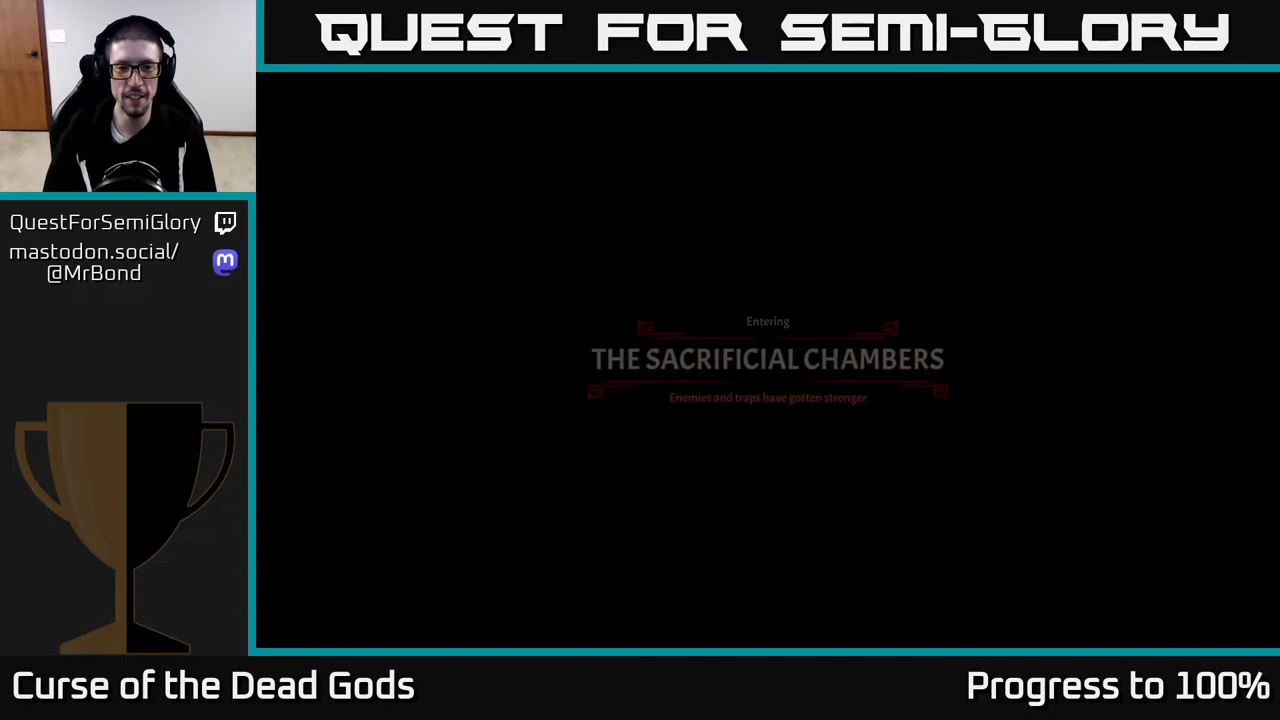 QUEST FOR SEMI-GLORY
QuestForSemiGlory
mastodon.social/
@MrBond
Entering
THE SACRIFICIAL CHAMBERS
Enemies and traps have gotten stronger
Curse of the Dead Gods
Progress to 100%